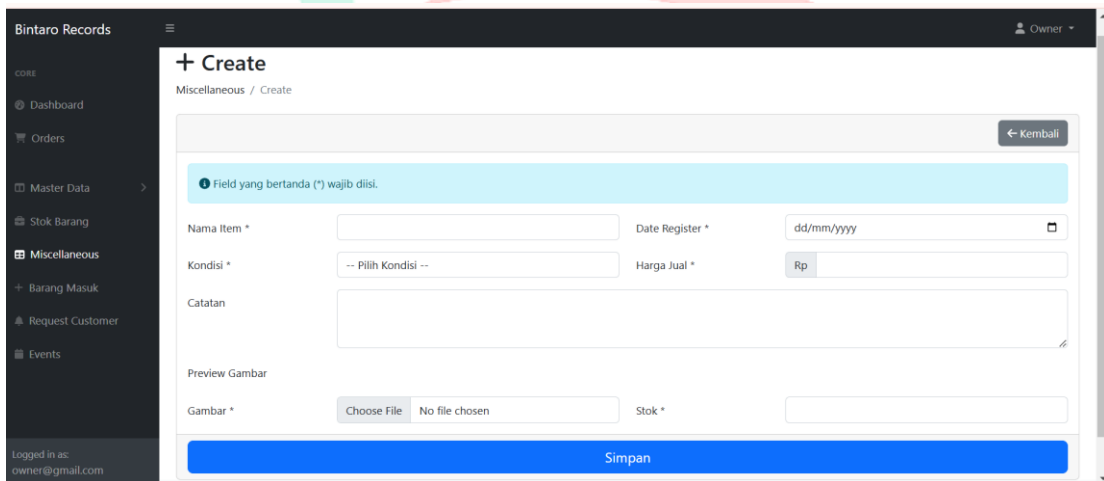 Bintaro Records
Owner
CORE
Dashboard
Orders
Master Data
Stok Barang
Miscellaneous
Barang Masuk
Request Customer
Events
Logged in as:
owner@gmail.com
+ Create
Miscellaneous / Create
← Kembali
Field yang bertanda (*) wajib diisi.
Nama Item *
Date Register * dd/mm/yyyy
Kondisi * -- Pilih Kondisi --
Harga Jual * Rp
Catatan
Preview Gambar
Gambar * Choose File No file chosen
Stok *
Simpan